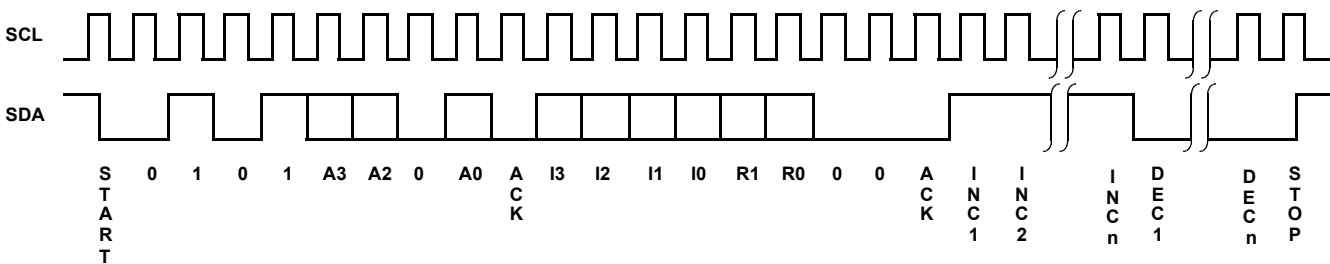 SCL
SDA
START 0 1 0 1 A3 A2 0 A0 ACK I3 I2 I1 I0 R1 R0 0 0 ACK INC1 INC2 INCn DEC1 DECn STOP